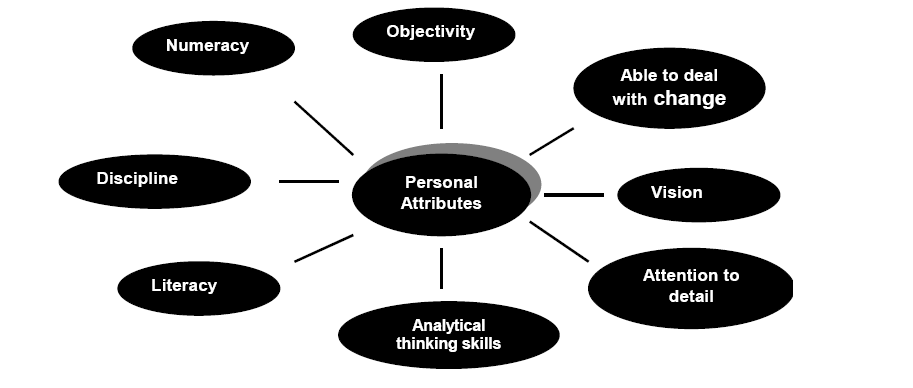 Objectivity
Numeracy
Able to deal
with change
Discipline
Personal
Attributes
Vision
Literacy
Attention to
detail
Analytical
thinking skills